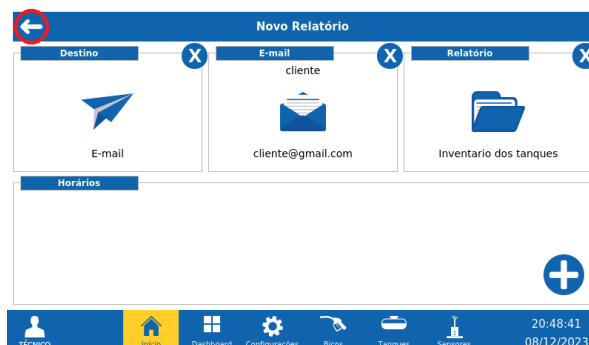 Novo Relatório
Destino
X
E-mail
X
Relatório
X
cliente
E-mail
cliente@gmail.com
Inventario dos tanques
Horários
TÉCNICO
Início
Dashboard
Configurações
Bicos
Tanques
Sensores
20:48:41
08/12/2023